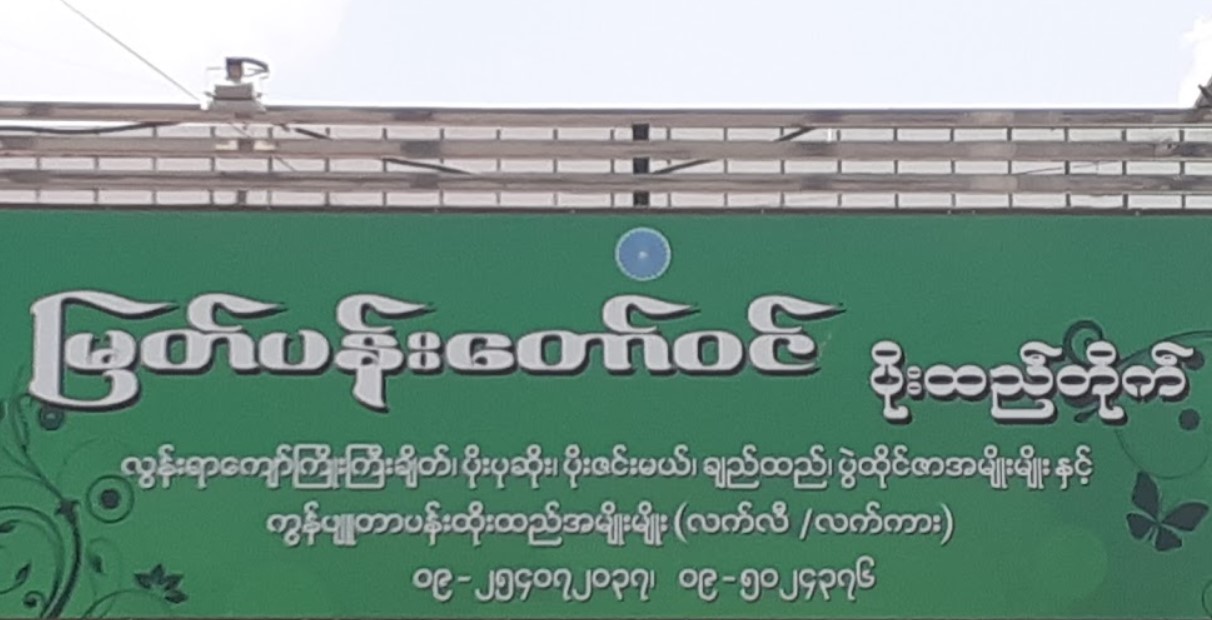 မြတ်ပန်းတော်ဝင် ပိုးထည်တိုက်
လွန်းရာကျော်ကြိုးကြီးချိတ်၊ ပိုးပုဆိုး၊ ပိုးဇင်းမယ်၊ ချည်ထည်၊ ပွဲထိုင်ဇာအမျိုးမျိုး နှင့်
ကွန်ပျူတာပန်းထိုးထည်အမျိုးမျိုး (လက်လီ /လက်ကား)
၀၉-၂၅၄၀၇၂၀၃၇၊ ၀၉-၅၀၂၄၃၇၆